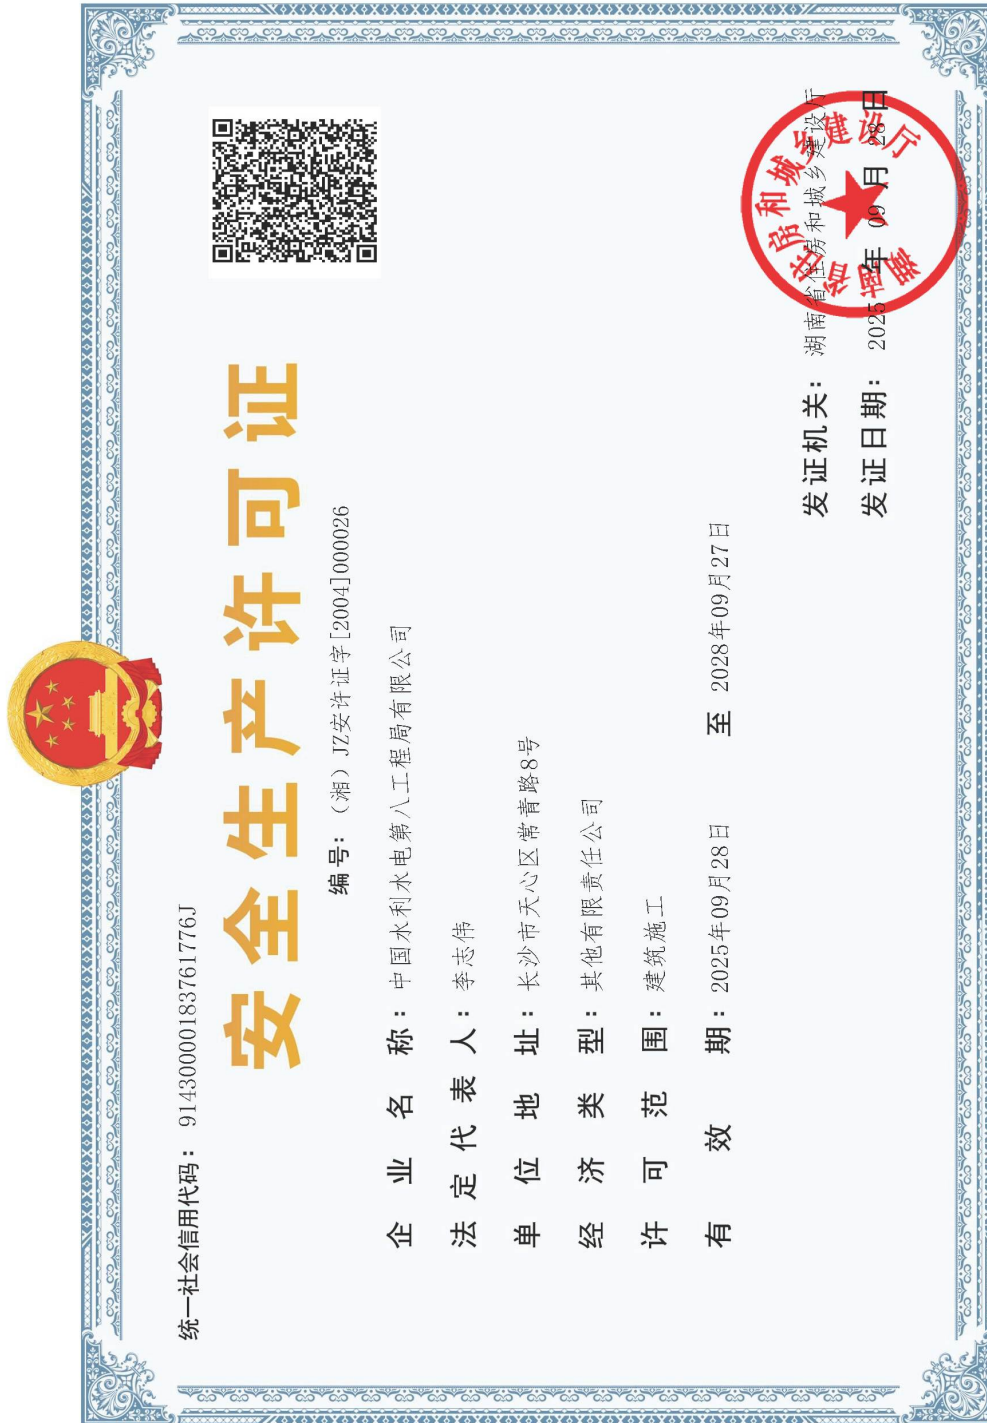 统一社会信用代码：914300001837617​76J
安全生产许可证
编号：（湘）JZ安许证字[2004]000026
企业名称：中国水利水电第八工程局有限公司
法定代表人：李志伟
单位地址：长沙市天心区常青路8号
经济类型：其他有限责任公司
许可范围：建筑施工
有效期：2025年09月28日 至 2028年09月27日
发证机关：湖南省住房和城乡建设厅
发证日期：2025年09月28日
湖南省住房和城乡建设厅